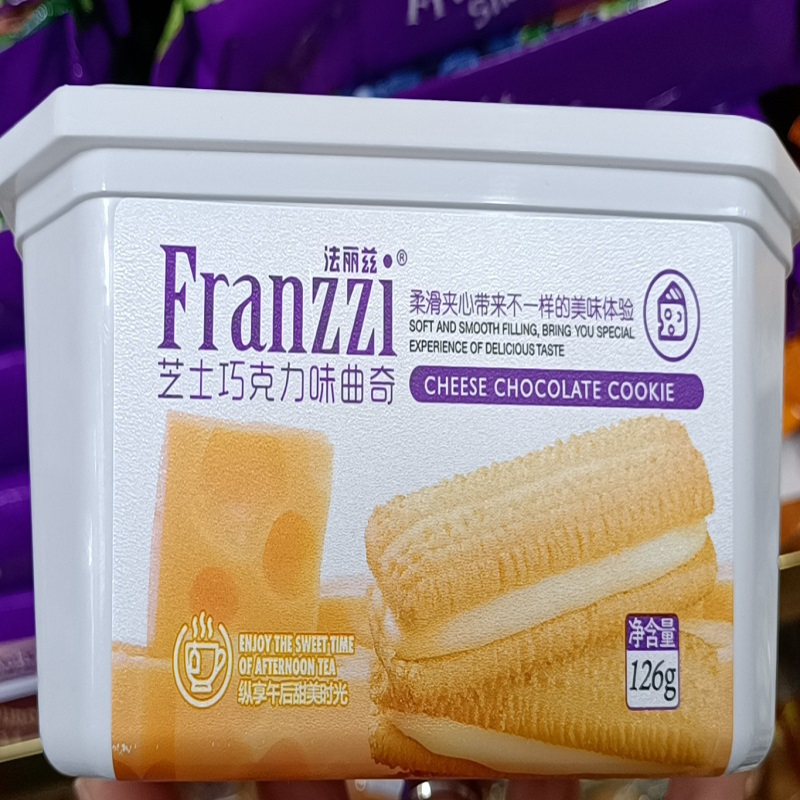 法丽兹
Franzzi®
芝士巧克力味曲奇
柔滑夹心带来不一样的美味体验
SOFT AND SMOOTH FILLING, BRING YOU SPECIAL
EXPERIENCE OF DELICIOUS TASTE
CHEESE CHOCOLATE COOKIE
ENJOY THE SWEET TIME
OF AFTERNOON TEA
纵享午后甜美时光
净含量
126g